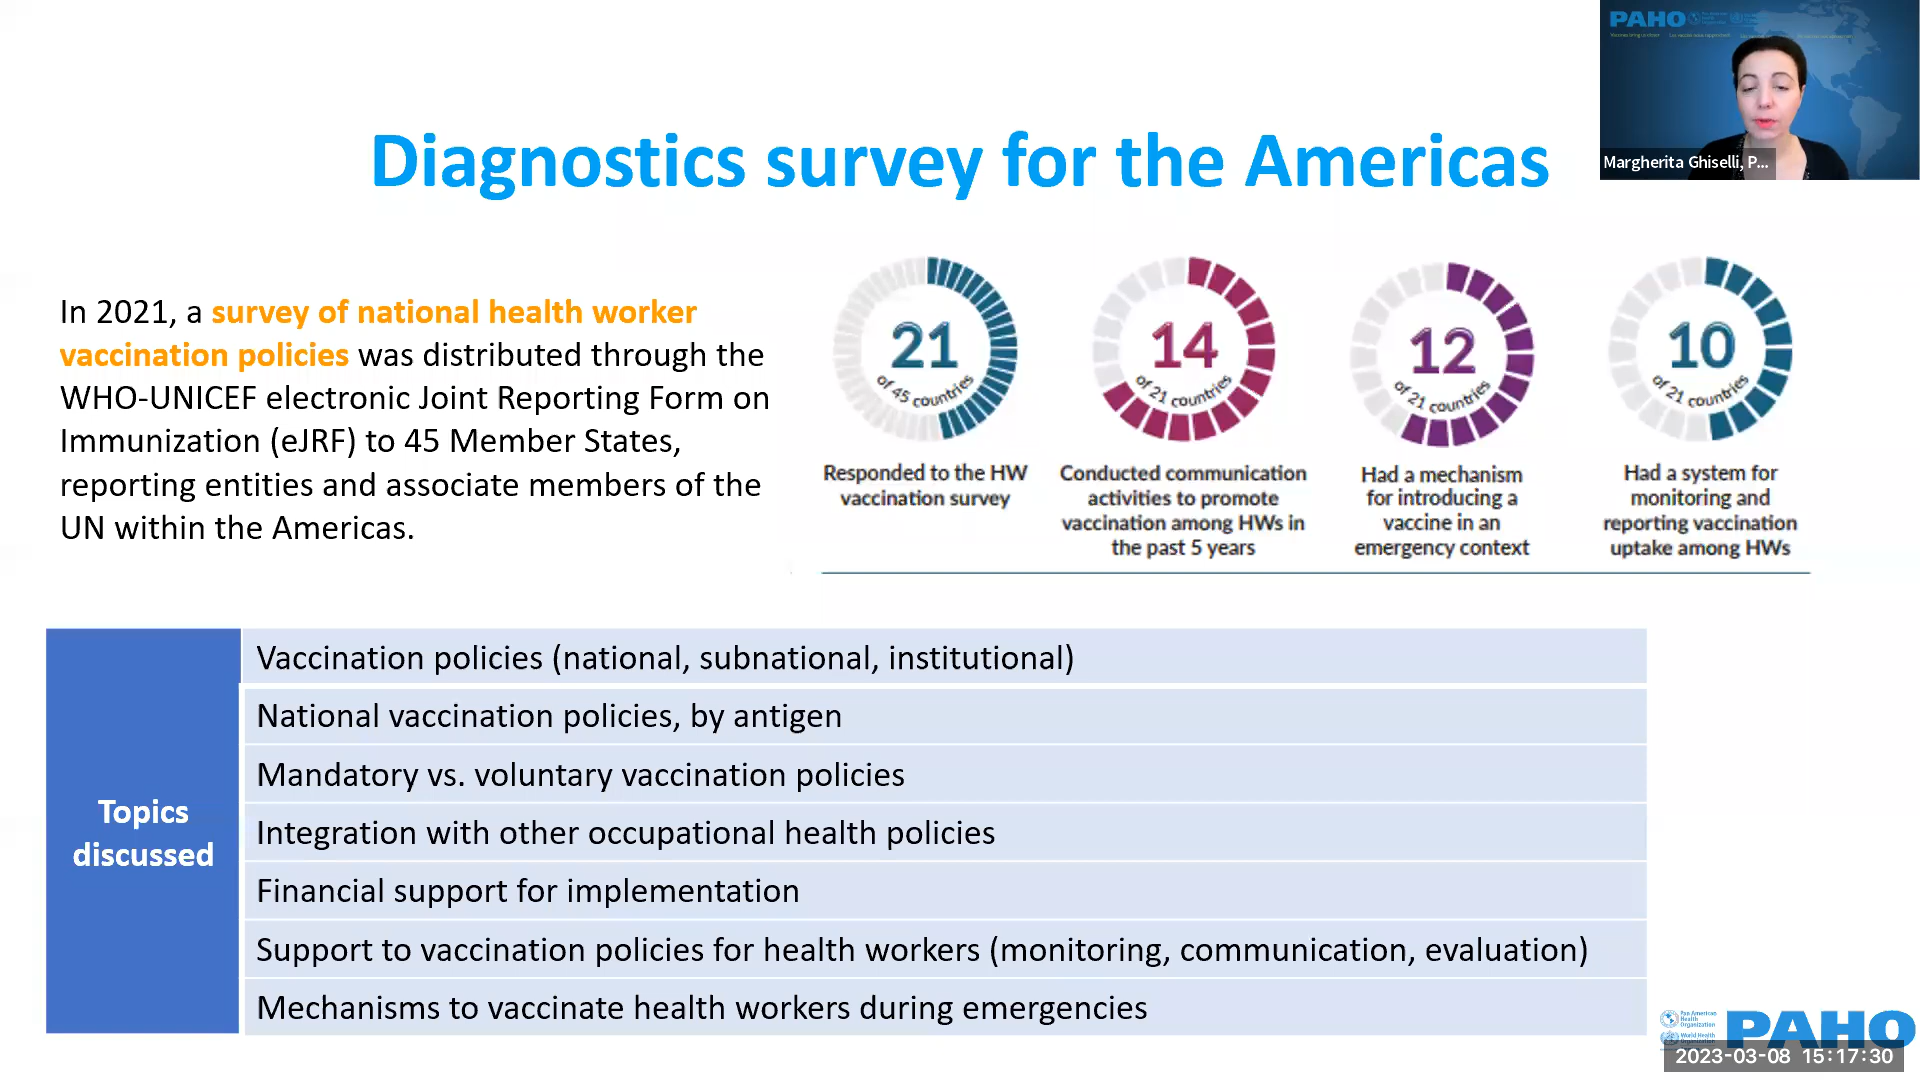 PAHO
Margherita Ghiselli, P...
Diagnostics survey for the Americas
In 2021, a survey of national health worker
vaccination policies was distributed through the
WHO-UNICEF electronic Joint Reporting Form on
Immunization (eJRF) to 45 Member States,
reporting entities and associate members of the
UN within the Americas.
21
of 45 countries
Responded to the HW
vaccination survey
14
of 21 countries
Conducted communication
activities to promote
vaccination among HWs in
the past 5 years
12
of 21 countries
Had a mechanism
for introducing a
vaccine in an
emergency context
10
of 21 countries
Had a system for
monitoring and
reporting vaccination
uptake among HWs
Topics
discussed
Vaccination policies (national, subnational, institutional)
National vaccination policies, by antigen
Mandatory vs. voluntary vaccination policies
Integration with other occupational health policies
Financial support for implementation
Support to vaccination policies for health workers (monitoring, communication, evaluation)
Mechanisms to vaccinate health workers during emergencies
Pan American
Health
Organization
World Health
Organization
PAHO
2023-03-08 15:17:30